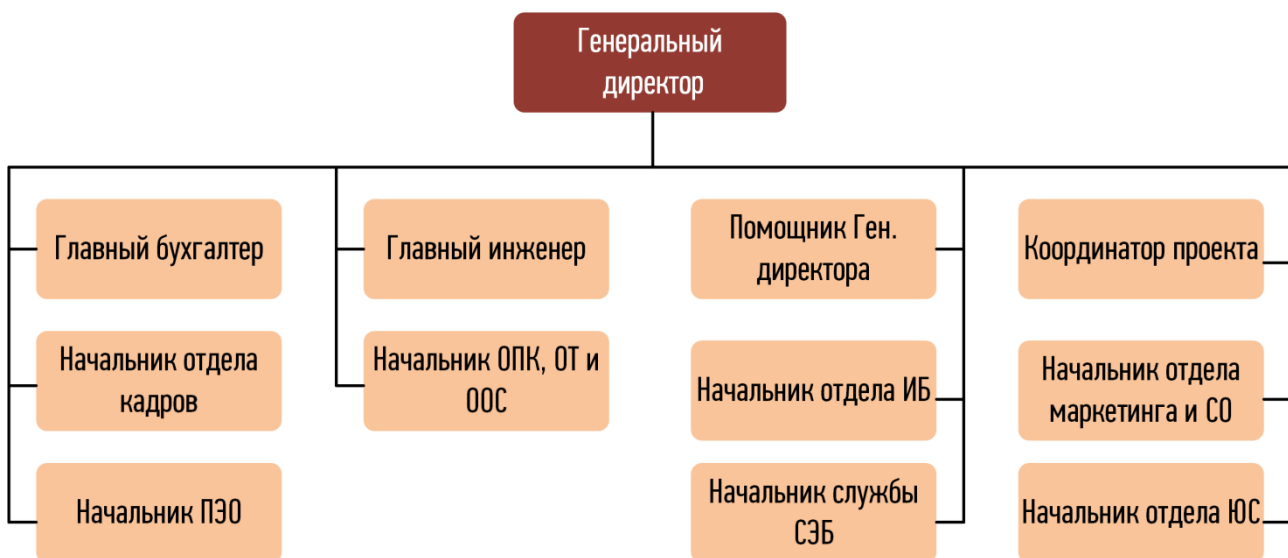 Генеральный
директор
Главный бухгалтер
Главный инженер
Помощник Ген.
директора
Координатор проекта
Начальник отдела
кадров
Начальник ОПК, ОТ и
ООС
Начальник отдела ИБ
Начальник отдела
маркетинга и СО
Начальник ПЭО
Начальник службы
СЭБ
Начальник отдела ЮС